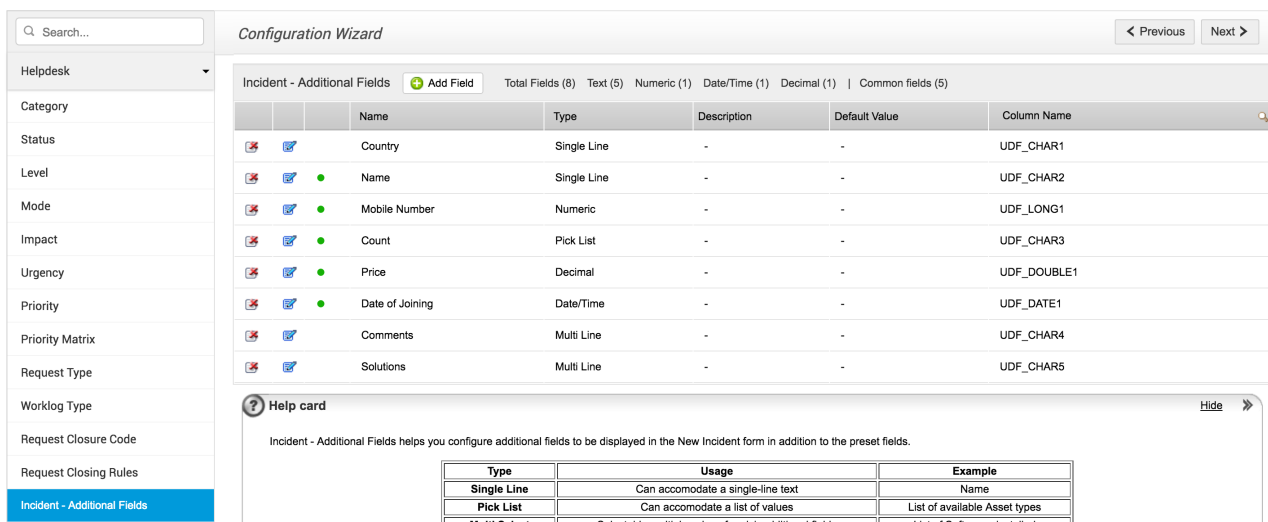 Search...
Configuration Wizard
Previous
Next
Helpdesk
Category
Status
Level
Mode
Impact
Urgency
Priority
Priority Matrix
Request Type
Worklog Type
Request Closure Code
Request Closing Rules
Incident - Additional Fields
Incident - Additional Fields Add Field Total Fields (8) Text (5) Numeric (1) Date/Time (1) Decimal (1) | Common fields (5)
Name Type Description Default Value Column Name
Country Single Line - - UDF_CHAR1
Name Single Line - - UDF_CHAR2
Mobile Number Numeric - - UDF_LONG1
Count Pick List - - UDF_CHAR3
Price Decimal - - UDF_DOUBLE1
Date of Joining Date/Time - - UDF_DATE1
Comments Multi Line - - UDF_CHAR4
Solutions Multi Line - - UDF_CHAR5
? Help card Hide
Incident - Additional Fields helps you configure additional fields to be displayed in the New Incident form in addition to the preset fields.
Type Usage Example
Single Line Can accomodate a single-line text Name
Pick List Can accomodate a list of values List of available Asset types